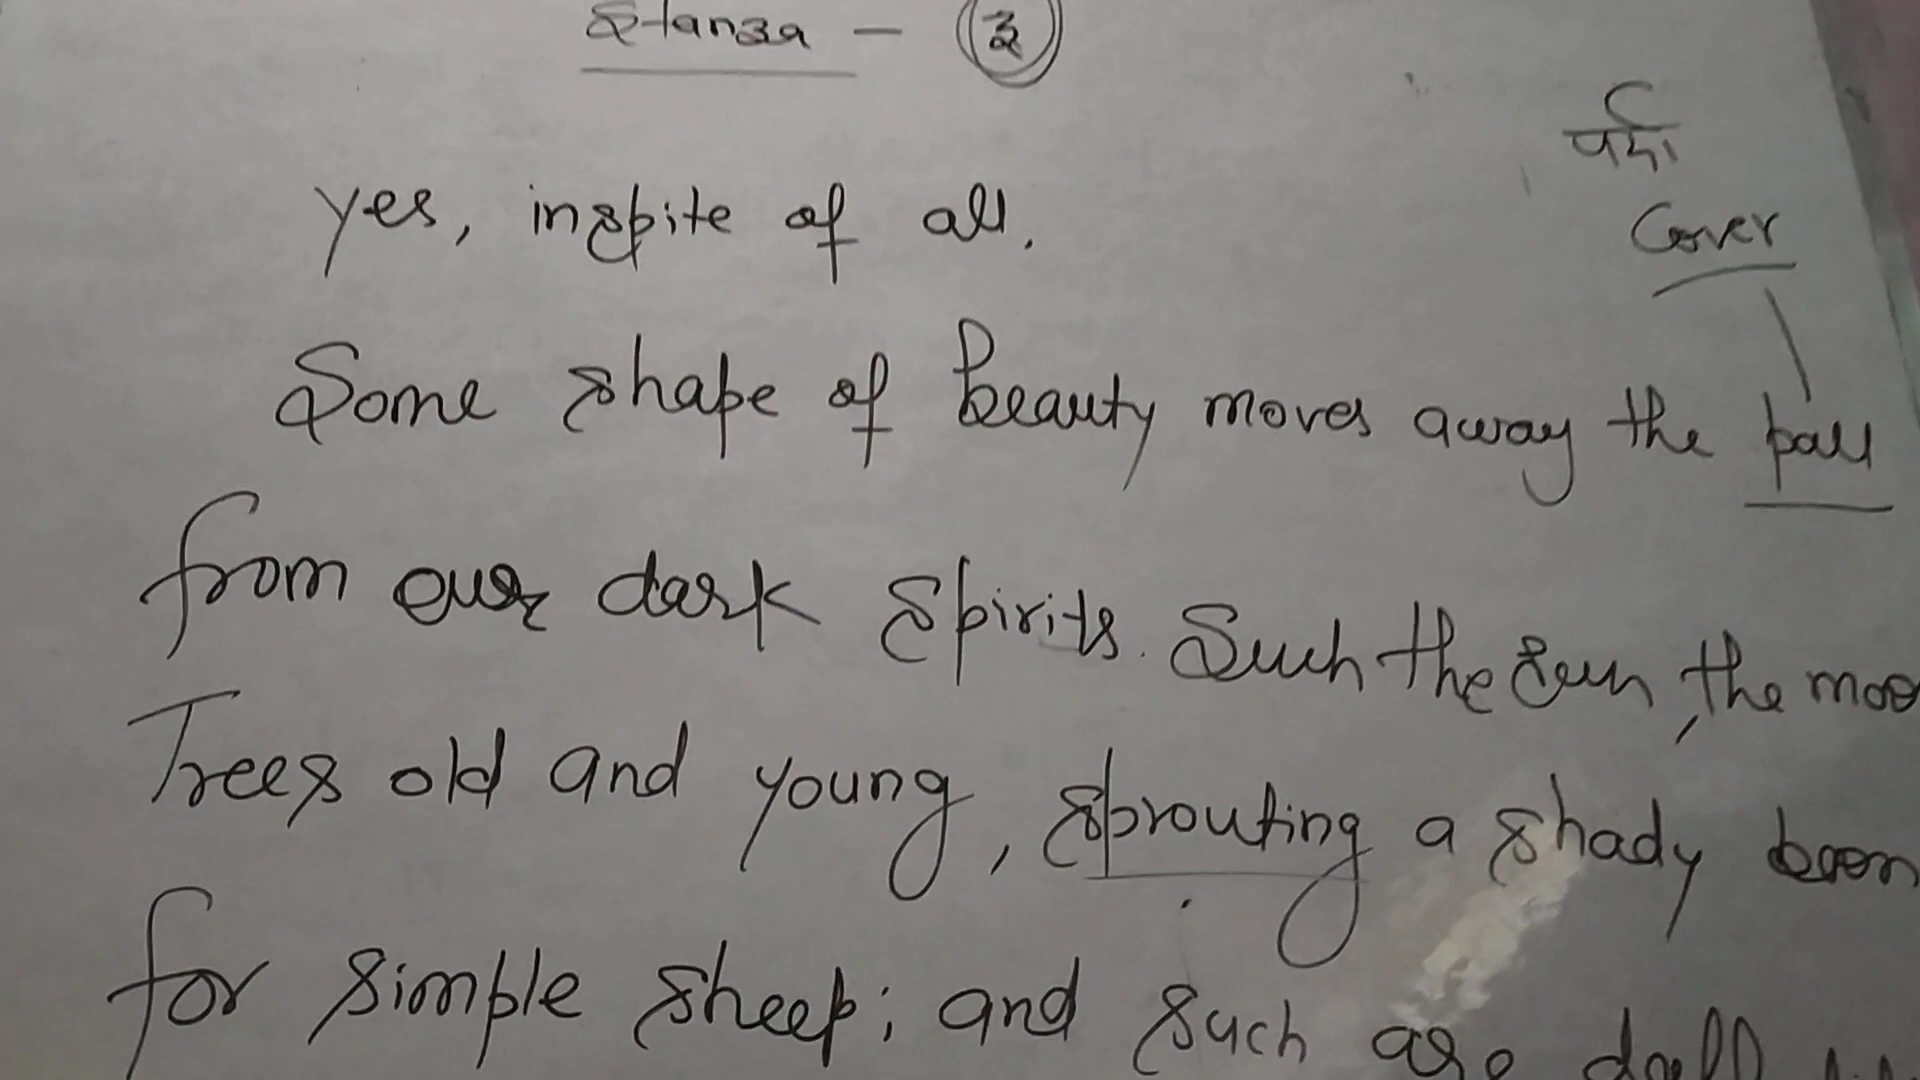 Stanza - 3
पर्दा
Cover
yes, inspite of all.
Some shape of beauty moves away the pall
from our dark spirits. Such the sun, the moo
Trees old and young, sprouting a shady boon
for simple sheep; and such are